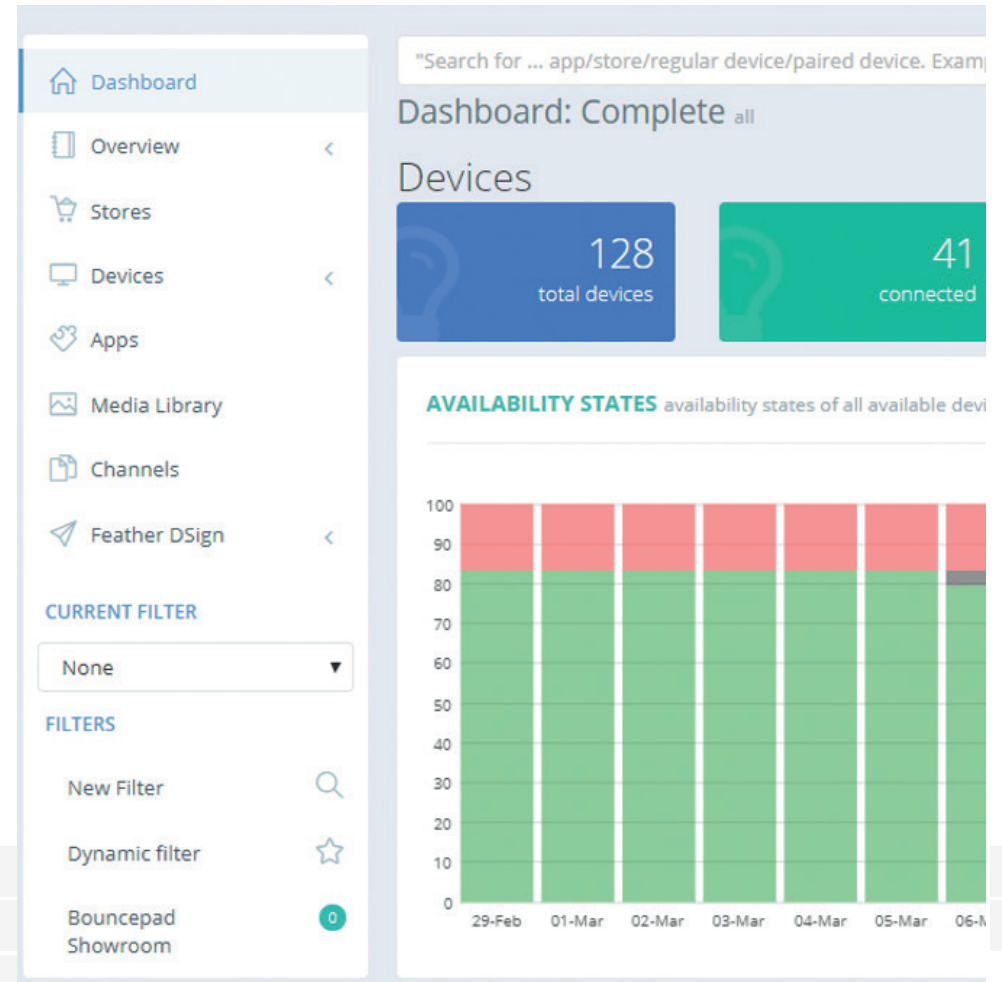 Dashboard
Overview
Stores
Devices
Apps
Media Library
Channels
Feather DSign
CURRENT FILTER
None
FILTERS
New Filter
Dynamic filter
Bouncepad
Showroom
0
"Search for ... app/store/regular device/paired device. Examp
Dashboard: Complete all
Devices
128
total devices
41
connected
AVAILABILITY STATES availability states of all available devi
100
90
80
70
60
50
40
30
20
10
0
29-Feb 01-Mar 02-Mar 03-Mar 04-Mar 05-Mar 06-M